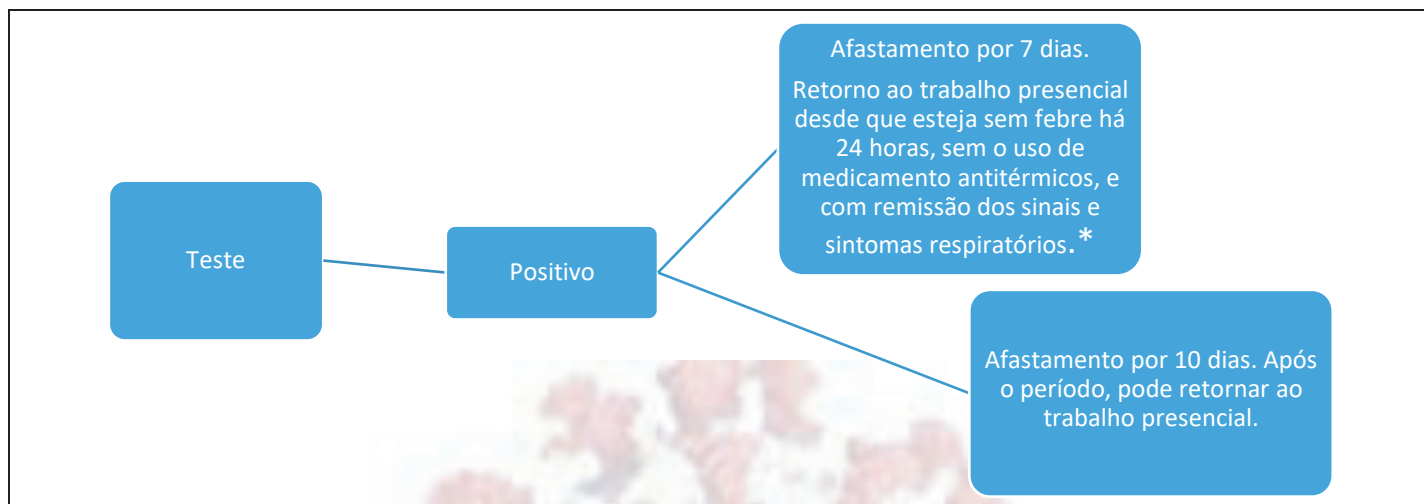 Teste
Positivo
Afastamento por 7 dias.
Retorno ao trabalho presencial
desde que esteja sem febre há
24 horas, sem o uso de
medicamento antitérmicos, e
com remissão dos sinais e
sintomas respiratórios.*
Afastamento por 10 dias. Após
o período, pode retornar ao
trabalho presencial.